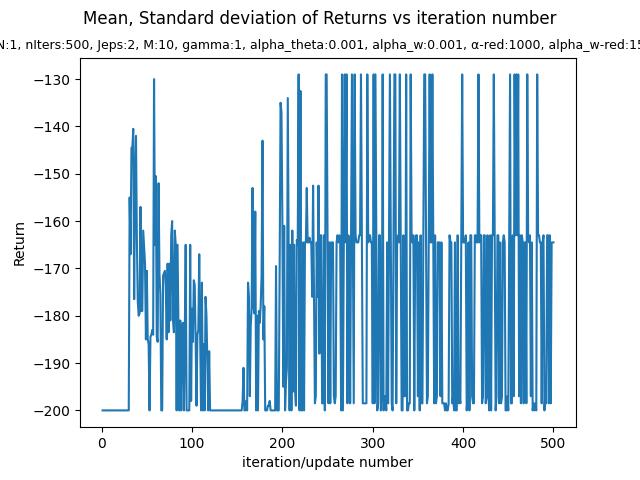 Mean, Standard deviation of Returns vs iteration number
N:1, nIters:500, Jeps:2, M:10, gamma:1, alpha_theta:0.001, alpha_w:0.001, α-red:1000, alpha_w-red:15
−130
−140
−150
−160
−170
−180
−190
−200
Return
0 100 200 300 400 500
iteration/update number